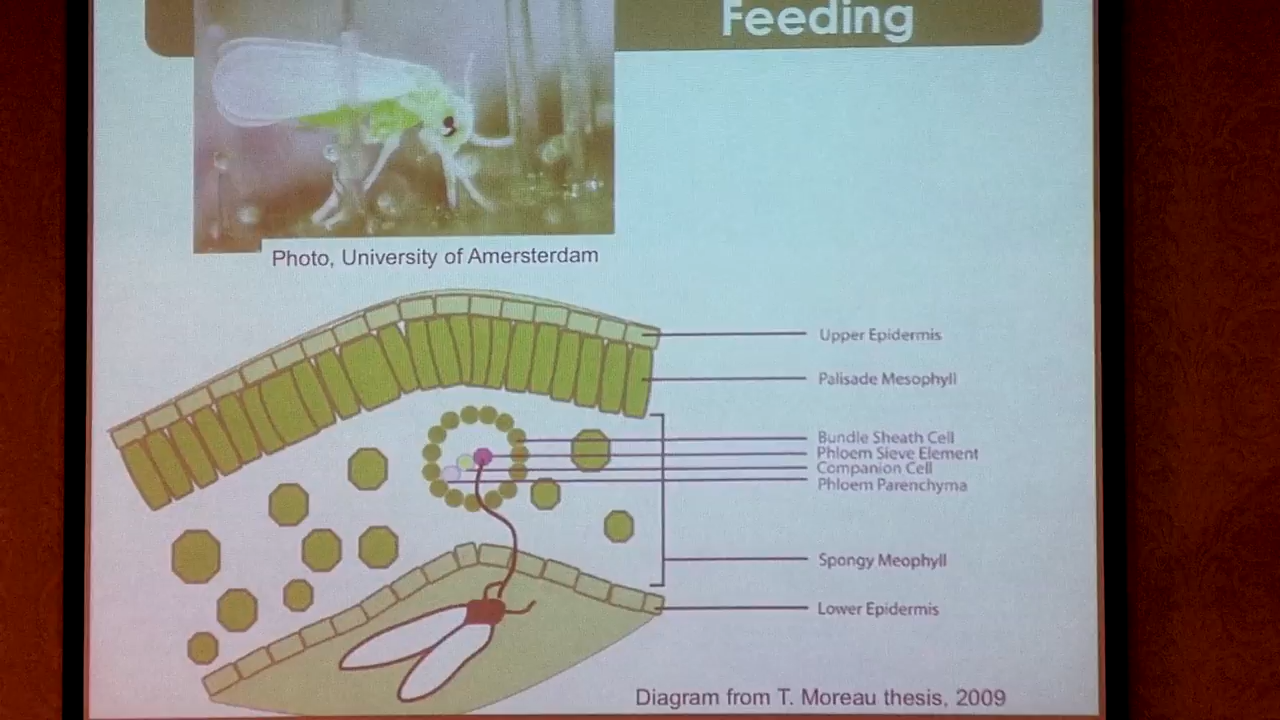 Feeding
Photo, University of Amersterdam
Upper Epidermis
Palisade Mesophyll
Bundle Sheath Cell
Phloem Sieve Element
Companion Cell
Phloem Parenchyma
Spongy Meophyll
Lower Epidermis
Diagram from T. Moreau thesis, 2009